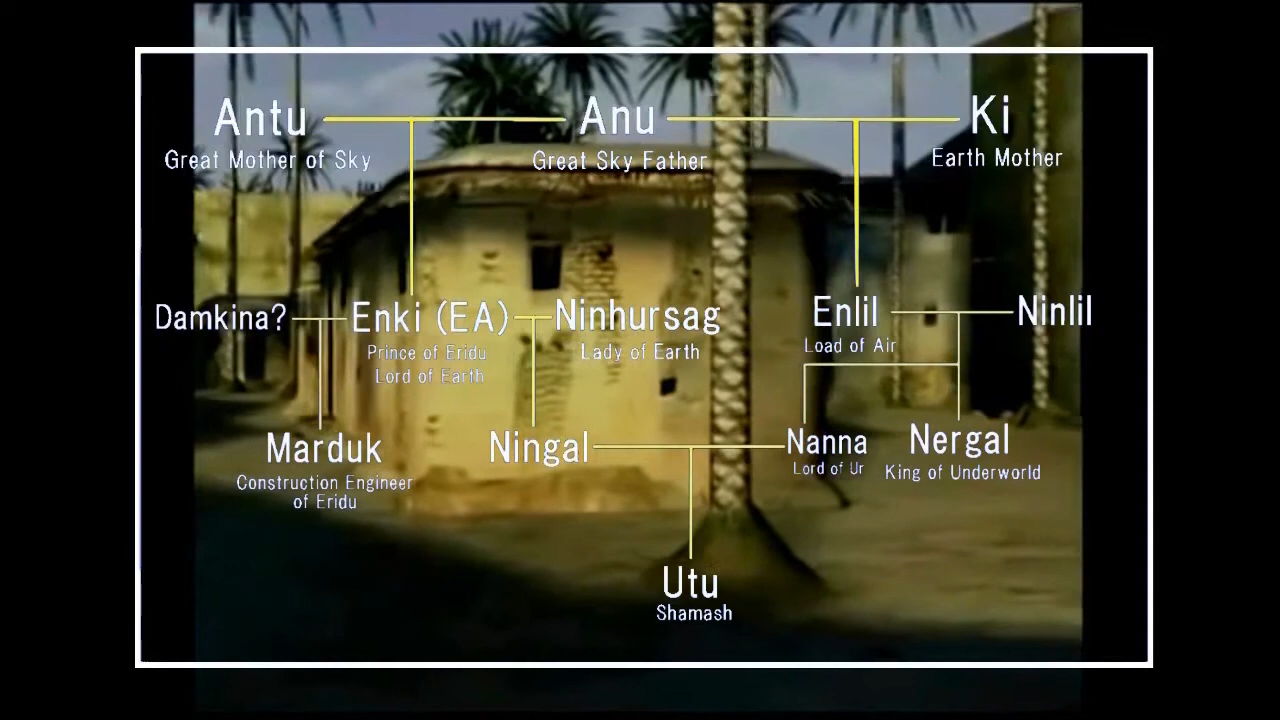 Antu
Anu
Ki
Great Mother of Sky
Great Sky Father
Earth Mother
Damkina?
Enki (EA)
Ninhursag
Enlil
Ninlil
Prince of Eridu
Lord of Earth
Lady of Earth
Load of Air
Marduk
Construction Engineer
of Eridu
Ningal
Nanna
Lord of Ur
Nergal
King of Underworld
Utu
Shamash